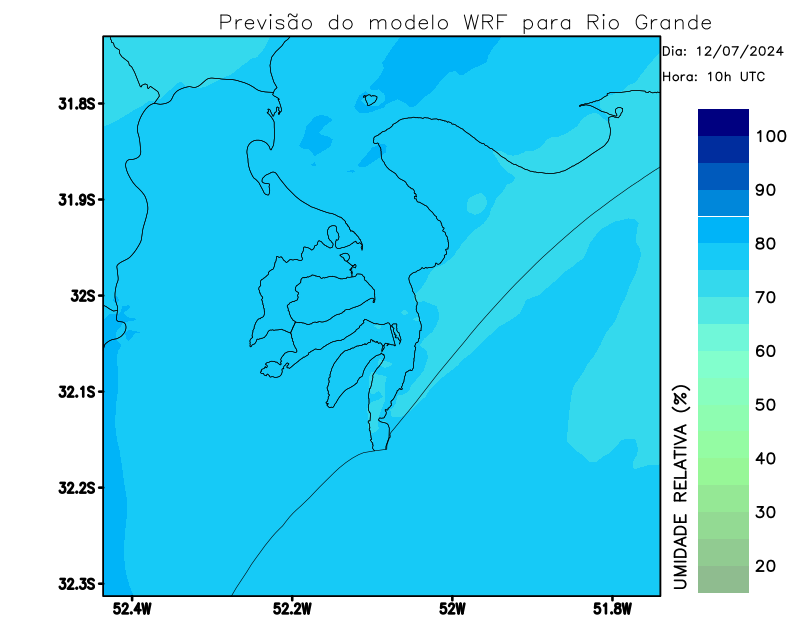 Previsão do modelo WRF para Rio Grande
Dia: 12/07/2024
Hora: 10h UTC
31.8S
31.9S
32S
32.1S
32.2S
32.3S
52.4W
52.2W
52W
51.8W
100
90
80
70
60
50
40
30
20
UMIDADE RELATIVA (%)